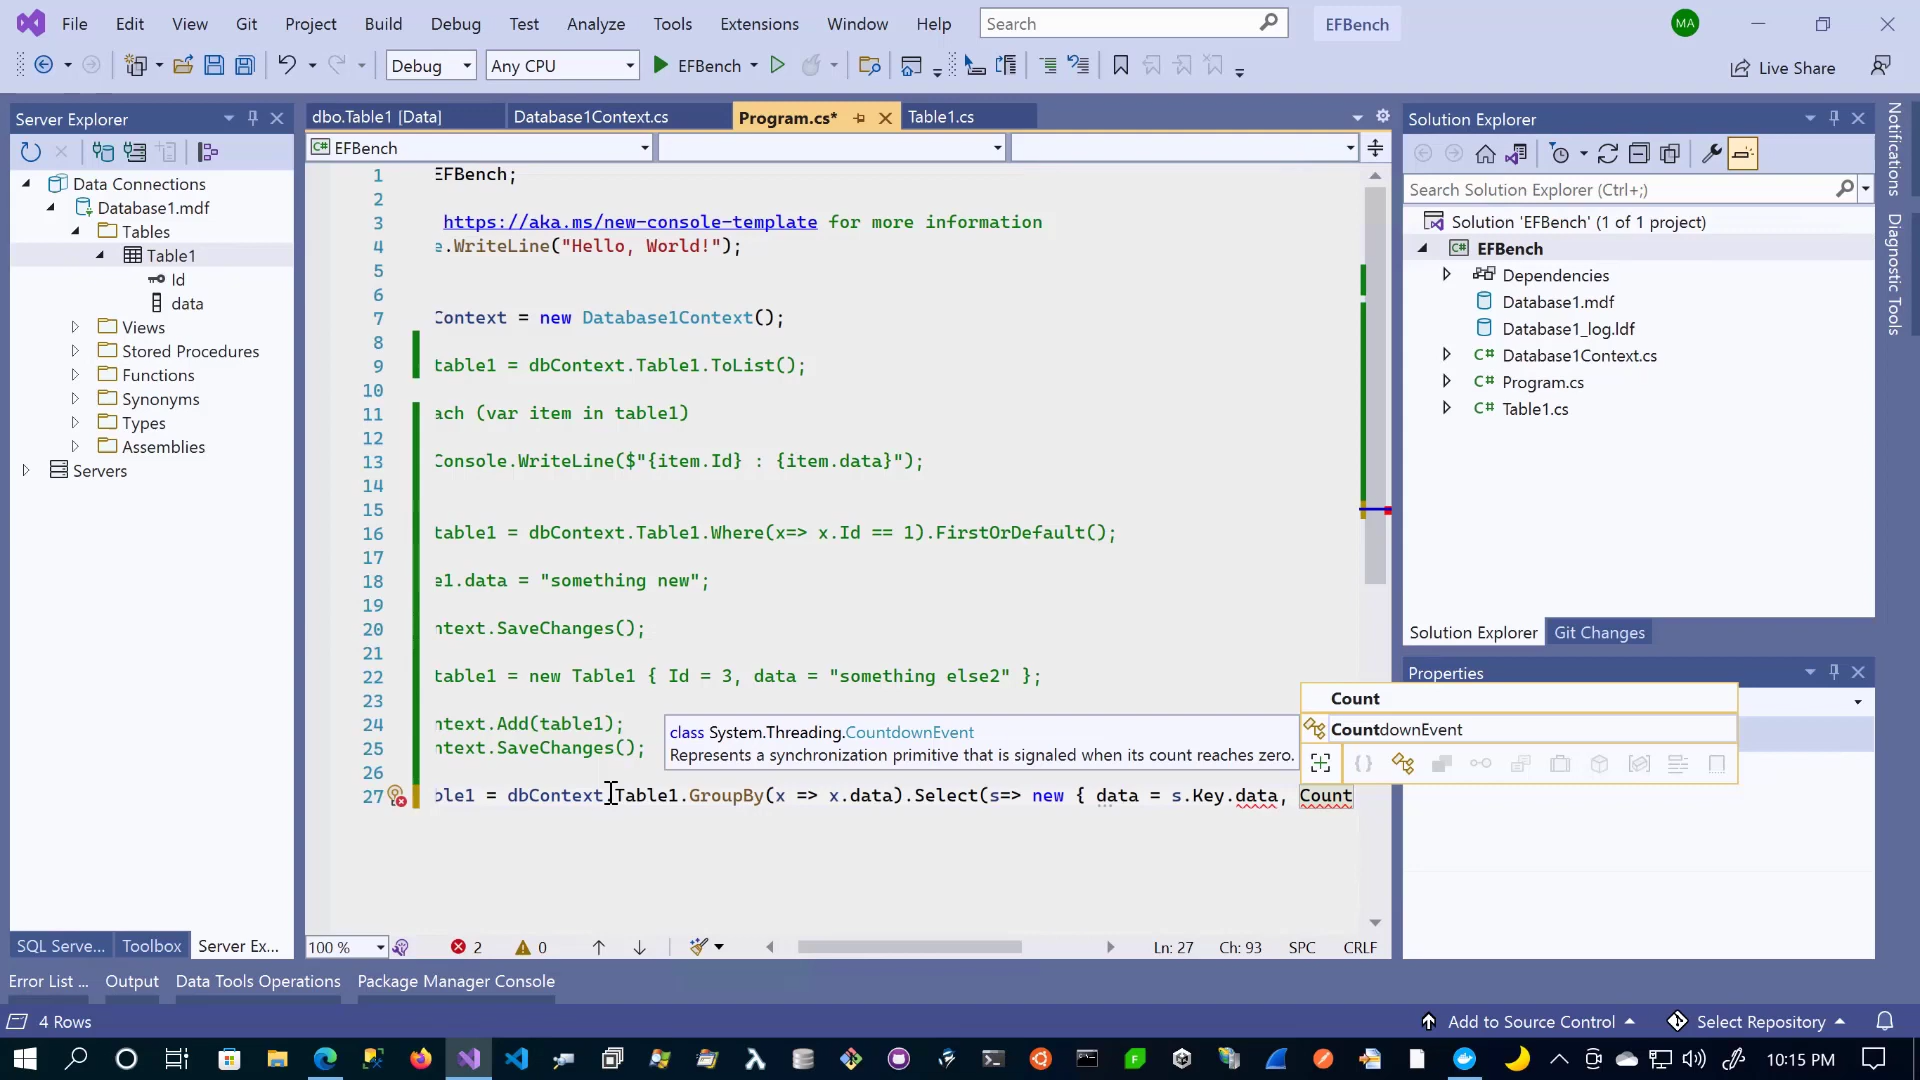 File Edit View Git Project Build Debug Test Analyze Tools Extensions Window Help Search EFBench MA
Debug Any CPU EFBench Live Share
Server Explorer
Data Connections
Database1.mdf
Tables
Table1
Id
data
Views
Stored Procedures
Functions
Synonyms
Types
Assemblies
Servers
SQL Serve... Toolbox Server Ex...
dbo.Table1 [Data] Database1Context.cs Program.cs* Table1.cs
C# EFBench
1 EFBench;
2
3 https://aka.ms/new-console-template for more information
4 e.WriteLine("Hello, World!");
5
6
7 Context = new Database1Context();
8
9 table1 = dbContext.Table1.ToList();
10
11 ach (var item in table1)
12
13 Console.WriteLine($"{item.Id} : {item.data}");
14
15
16 table1 = dbContext.Table1.Where(x=> x.Id == 1).FirstOrDefault();
17
18 e1.data = "something new";
19
20 ntext.SaveChanges();
21
22 table1 = new Table1 { Id = 3, data = "something else2" };
23
24 ntext.Add(table1);
25 ntext.SaveChanges();
26
27 ble1 = dbContext.Table1.GroupBy(x => x.data).Select(s=> new { data = s.Key.data, Count
class System.Threading.CountdownEvent
Represents a synchronization primitive that is signaled when its count reaches zero.
Count
CountdownEvent
100 % 2 0 Ln: 27 Ch: 93 SPC CRLF
Solution Explorer
Search Solution Explorer (Ctrl+;)
Solution 'EFBench' (1 of 1 project)
C# EFBench
Dependencies
Database1.mdf
Database1_log.ldf
C# Database1Context.cs
C# Program.cs
C# Table1.cs
Solution Explorer Git Changes
Properties
Notifications
Diagnostic Tools
Error List ... Output Data Tools Operations Package Manager Console
4 Rows Add to Source Control Select Repository
10:15 PM